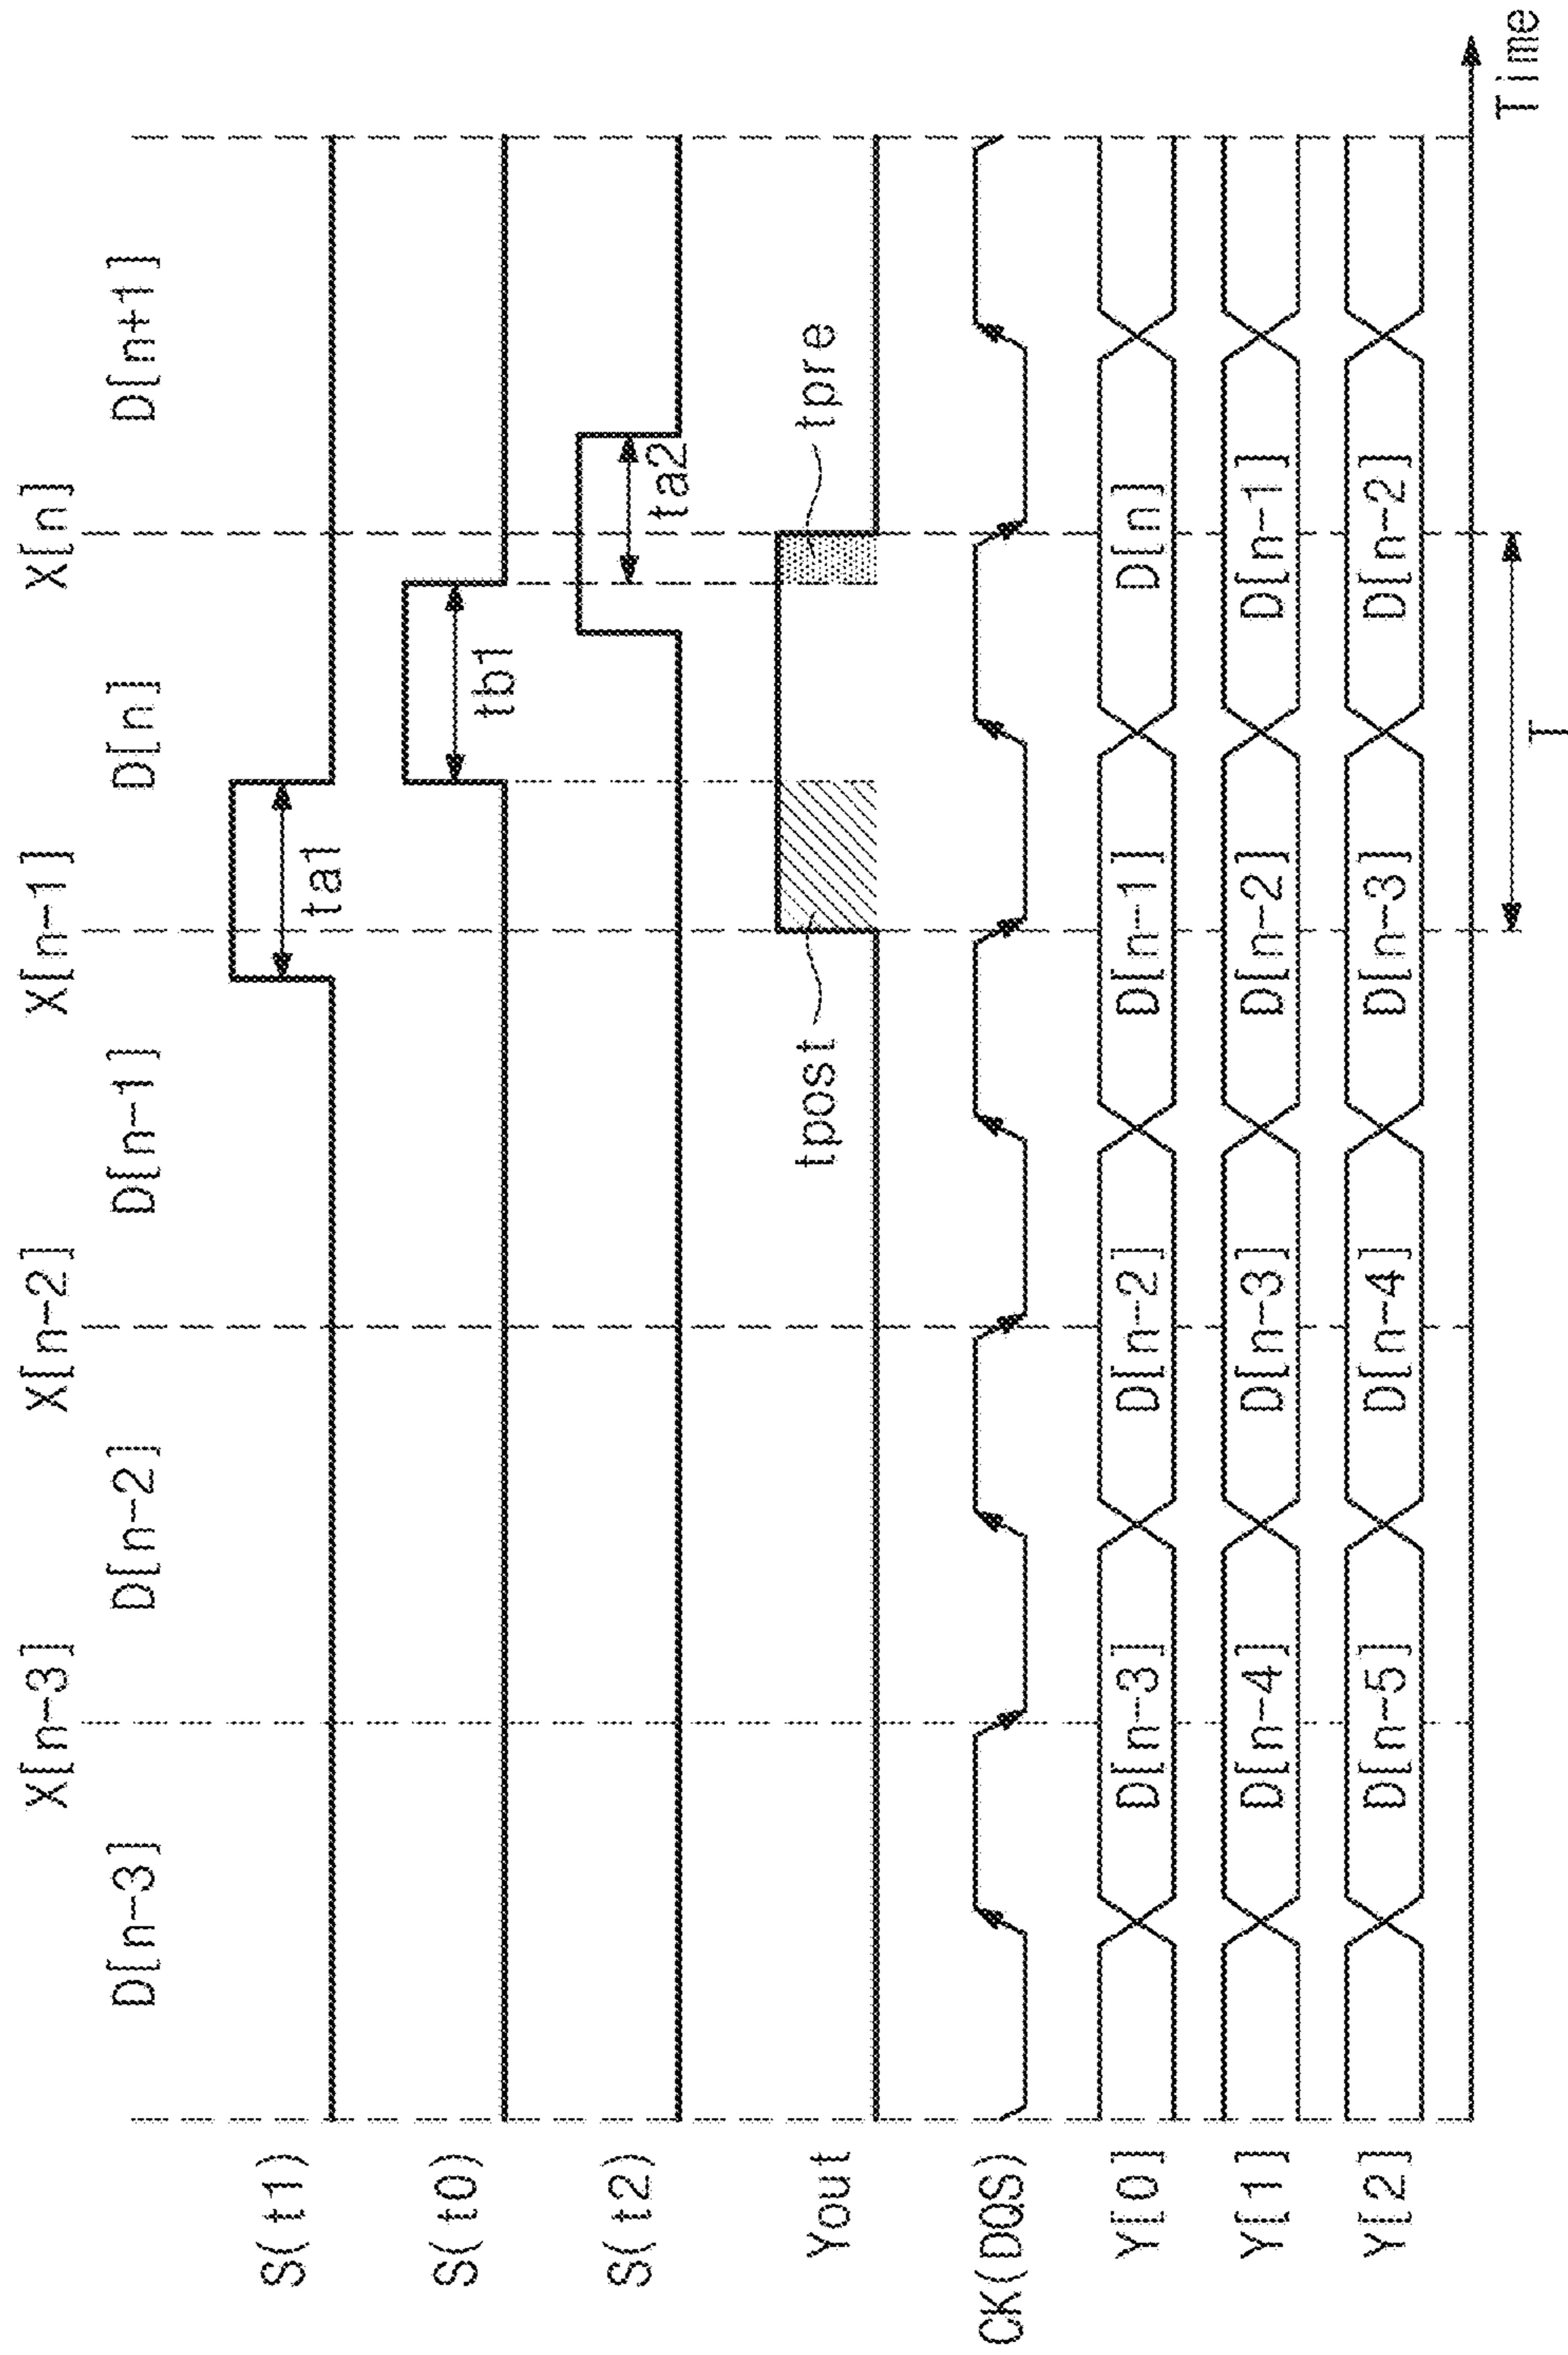 X[n-3] X[n-2] X[n-1] X[n]
D[n-3] D[n-2] D[n-1] D[n] D[n+1]
S(t1)
ta1
S(t0)
tb1
S(t2)
ta2
Yout
tpost
tpre
CK(DQS)
Y[0] D[n-3] D[n-2] D[n-1] D[n]
Y[1] D[n-4] D[n-3] D[n-2] D[n-1]
Y[2] D[n-5] D[n-4] D[n-3] D[n-2]
Time
T